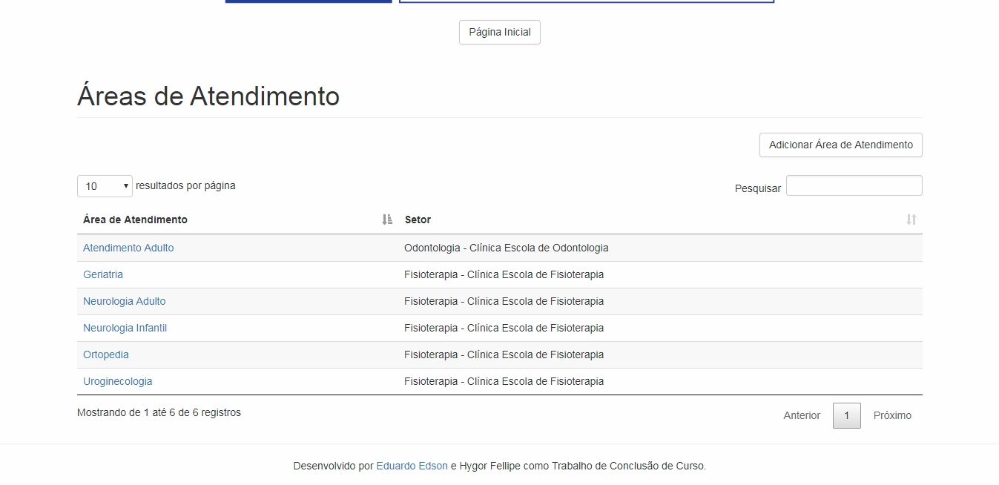 Página Inicial
Áreas de Atendimento
Adicionar Área de Atendimento
10 resultados por página
Pesquisar
Área de Atendimento Setor
Atendimento Adulto Odontologia - Clínica Escola de Odontologia
Geriatria Fisioterapia - Clínica Escola de Fisioterapia
Neurologia Adulto Fisioterapia - Clínica Escola de Fisioterapia
Neurologia Infantil Fisioterapia - Clínica Escola de Fisioterapia
Ortopedia Fisioterapia - Clínica Escola de Fisioterapia
Uroginecologia Fisioterapia - Clínica Escola de Fisioterapia
Mostrando de 1 até 6 de 6 registros
Anterior 1 Próximo
Desenvolvido por Eduardo Edson e Hygor Fellipe como Trabalho de Conclusão de Curso.